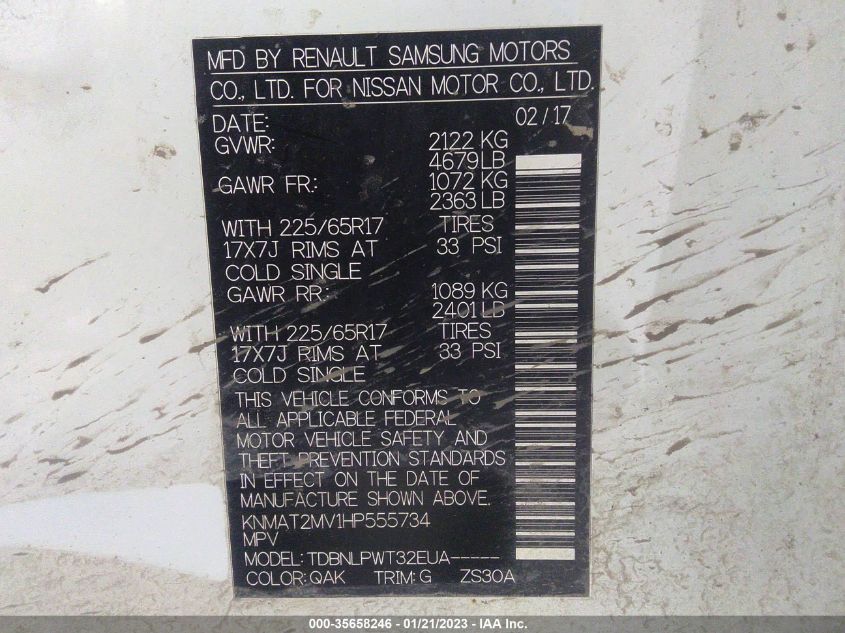 MFD BY RENAULT SAMSUNG MOTORS
CO., LTD. FOR NISSAN MOTOR CO., LTD.
DATE: 02/17
GVWR: 2122 KG
4679 LB
GAWR FR.: 1072 KG
2363 LB
WITH 225/65R17 TIRES
17X7J RIMS AT 33 PSI
COLD SINGLE
GAWR RR.: 1089 KG
2401 LB
WITH 225/65R17 TIRES
17X7J RIMS AT 33 PSI
COLD SINGLE
THIS VEHICLE CONFORMS TO
ALL APPLICABLE FEDERAL
MOTOR VEHICLE SAFETY AND
THEFT PREVENTION STANDARDS
IN EFFECT ON THE DATE OF
MANUFACTURE SHOWN ABOVE.
KNMAT2MV1HP555734
MPV
MODEL: TDBNLPWT32EUA-----
COLOR: QAK TRIM: G ZS30A
000-35658246 - 01/21/2023 - IAA Inc.